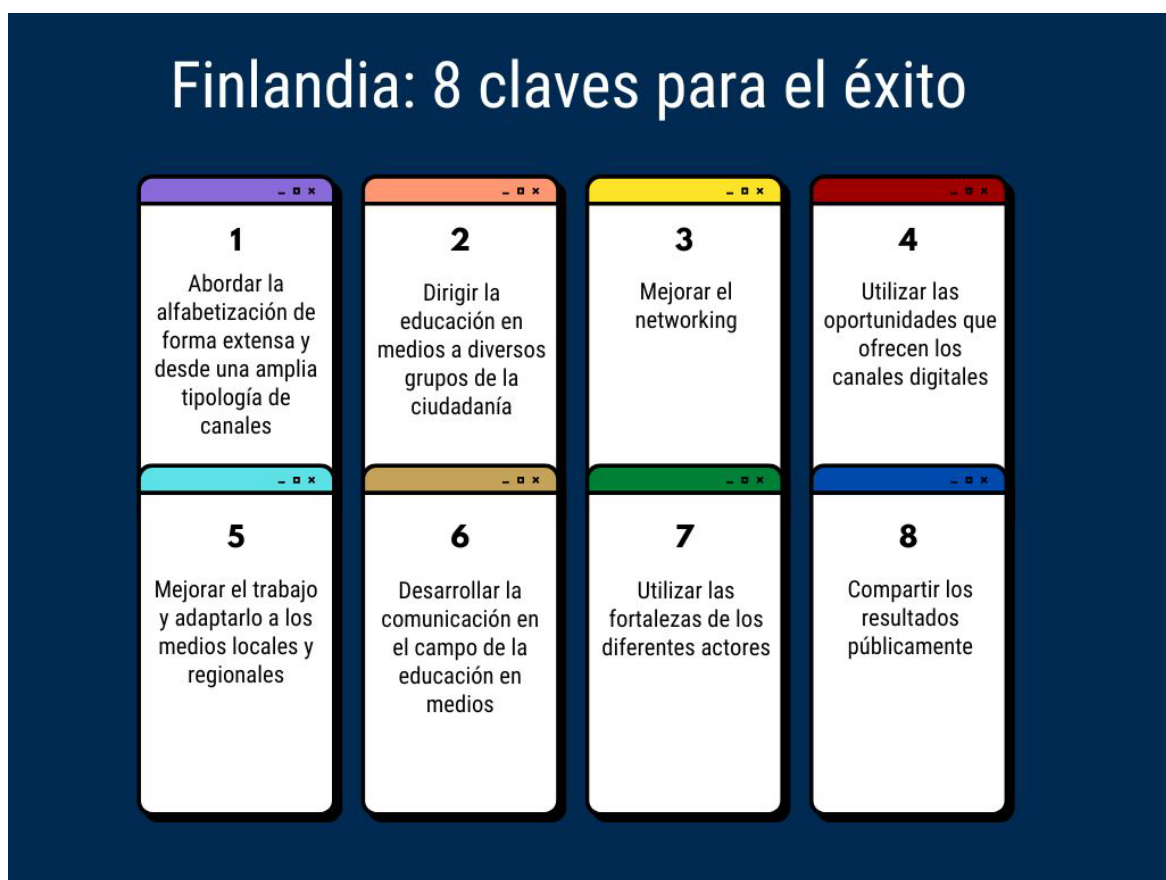 Finlandia: 8 claves para el éxito
1
Abordar la
alfabetización de
forma extensa y
desde una amplia
tipología de
canales
2
Dirigir la
educación en
medios a diversos
grupos de la
ciudadanía
3
Mejorar el
networking
4
Utilizar las
oportunidades que
ofrecen los
canales digitales
5
Mejorar el trabajo
y adaptarlo a los
medios locales y
regionales
6
Desarrollar la
comunicación en
el campo de la
educación en
medios
7
Utilizar las
fortalezas de los
diferentes actores
8
Compartir los
resultados
públicamente